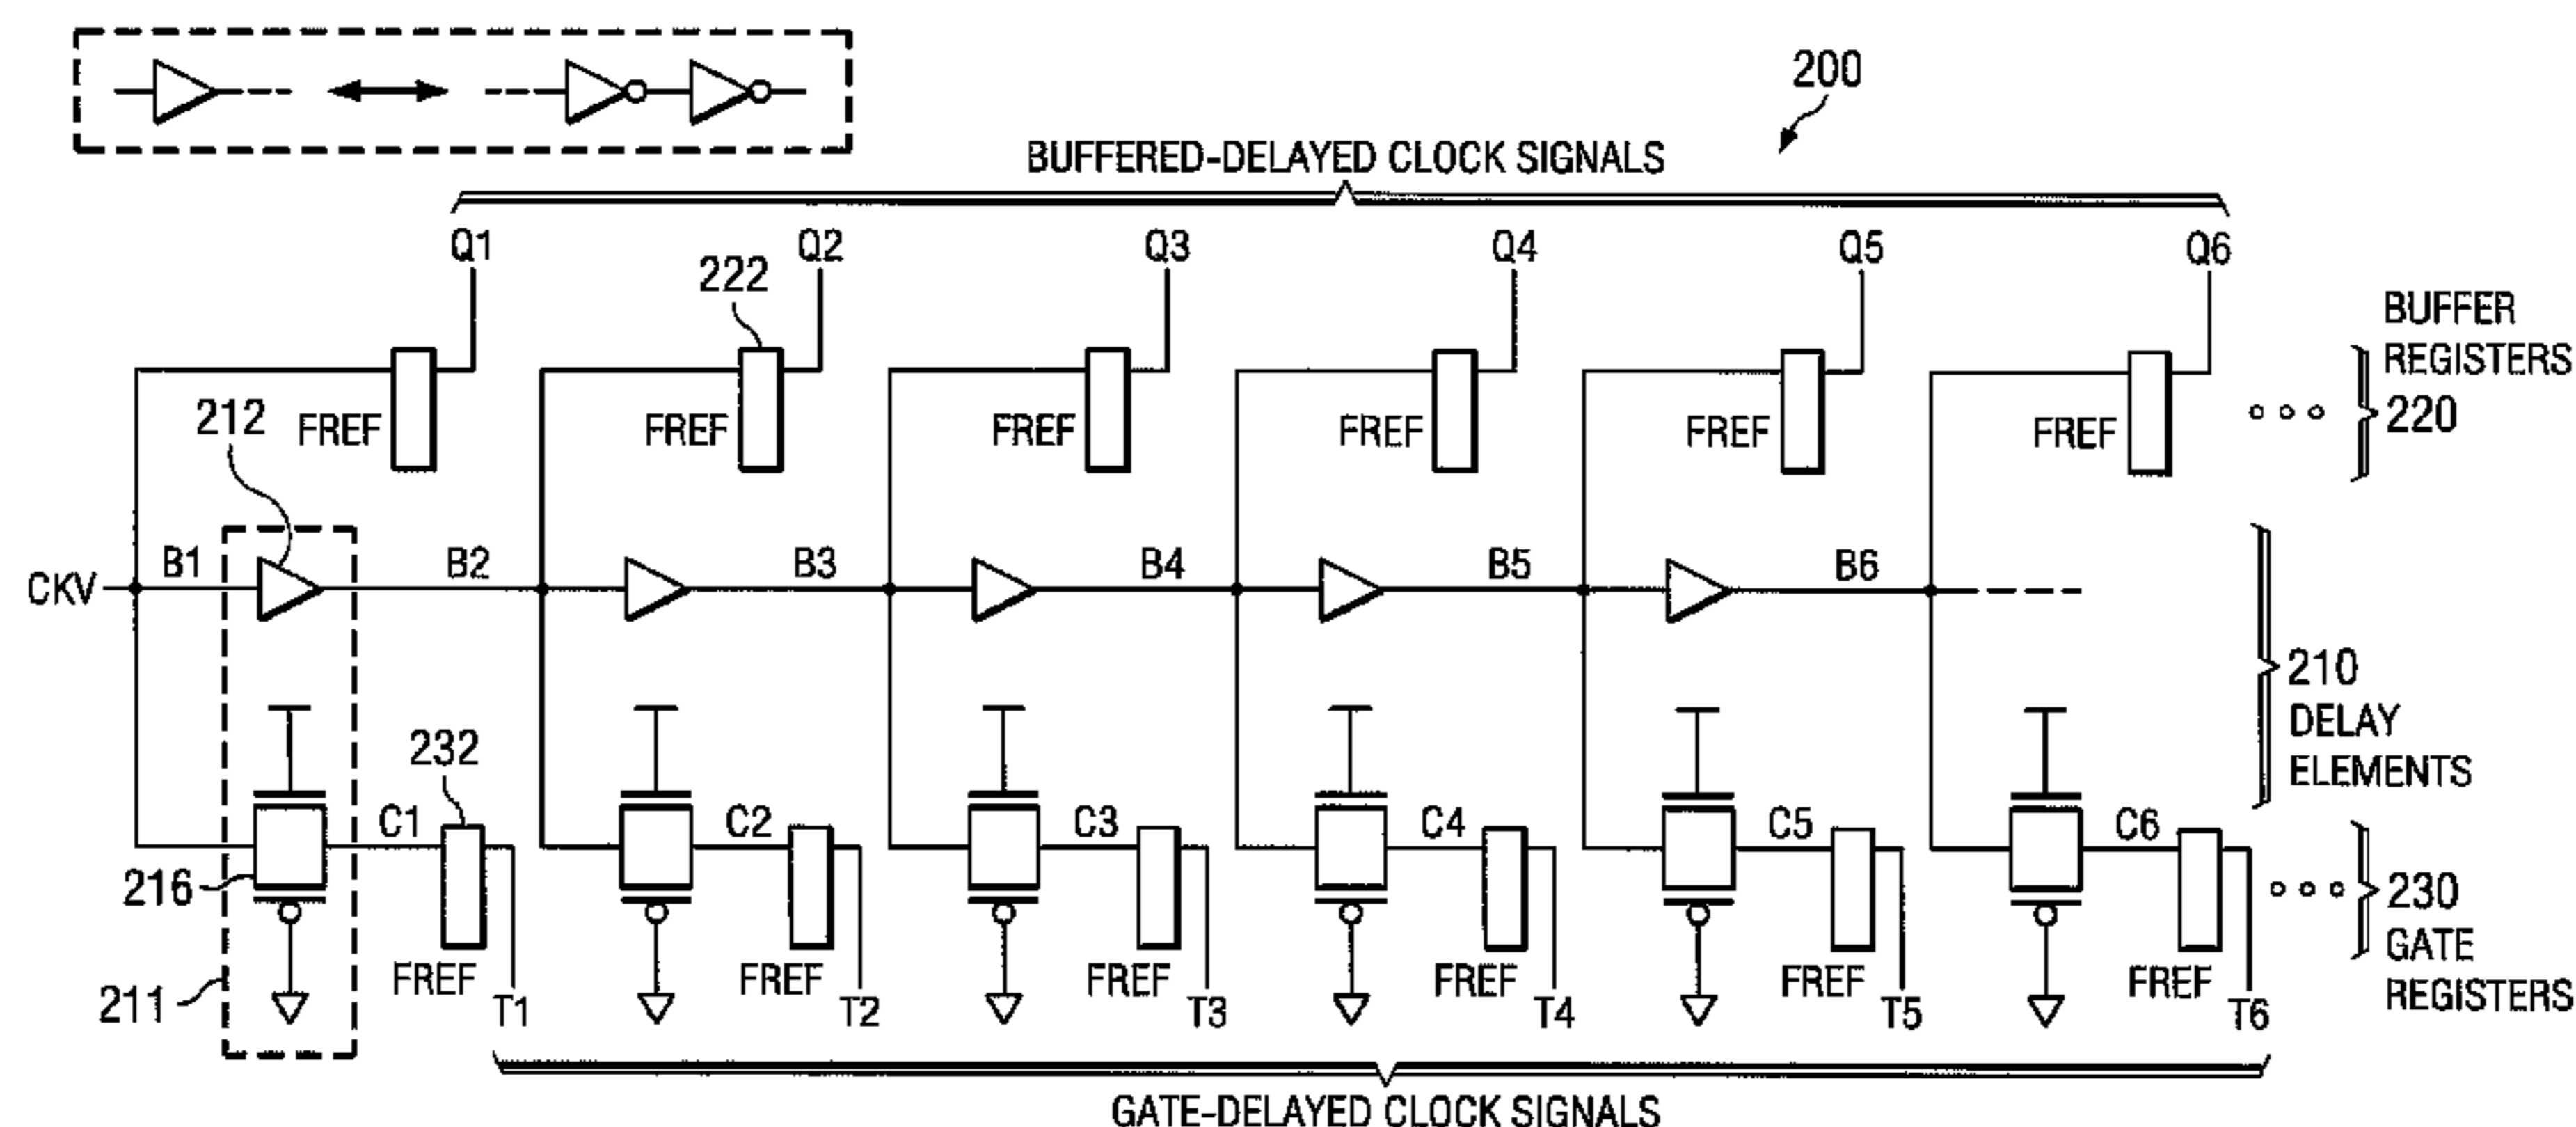 200
BUFFERED-DELAYED CLOCK SIGNALS
Q1 Q2 Q3 Q4 Q5 Q6
222
BUFFER
REGISTERS
220
212
FREF FREF FREF FREF FREF FREF
CKV B1 B2 B3 B4 B5 B6
210
DELAY
ELEMENTS
232
C1 C2 C3 C4 C5 C6
216
230
GATE
REGISTERS
211
FREF FREF FREF FREF FREF FREF
T1 T2 T3 T4 T5 T6
GATE-DELAYED CLOCK SIGNALS